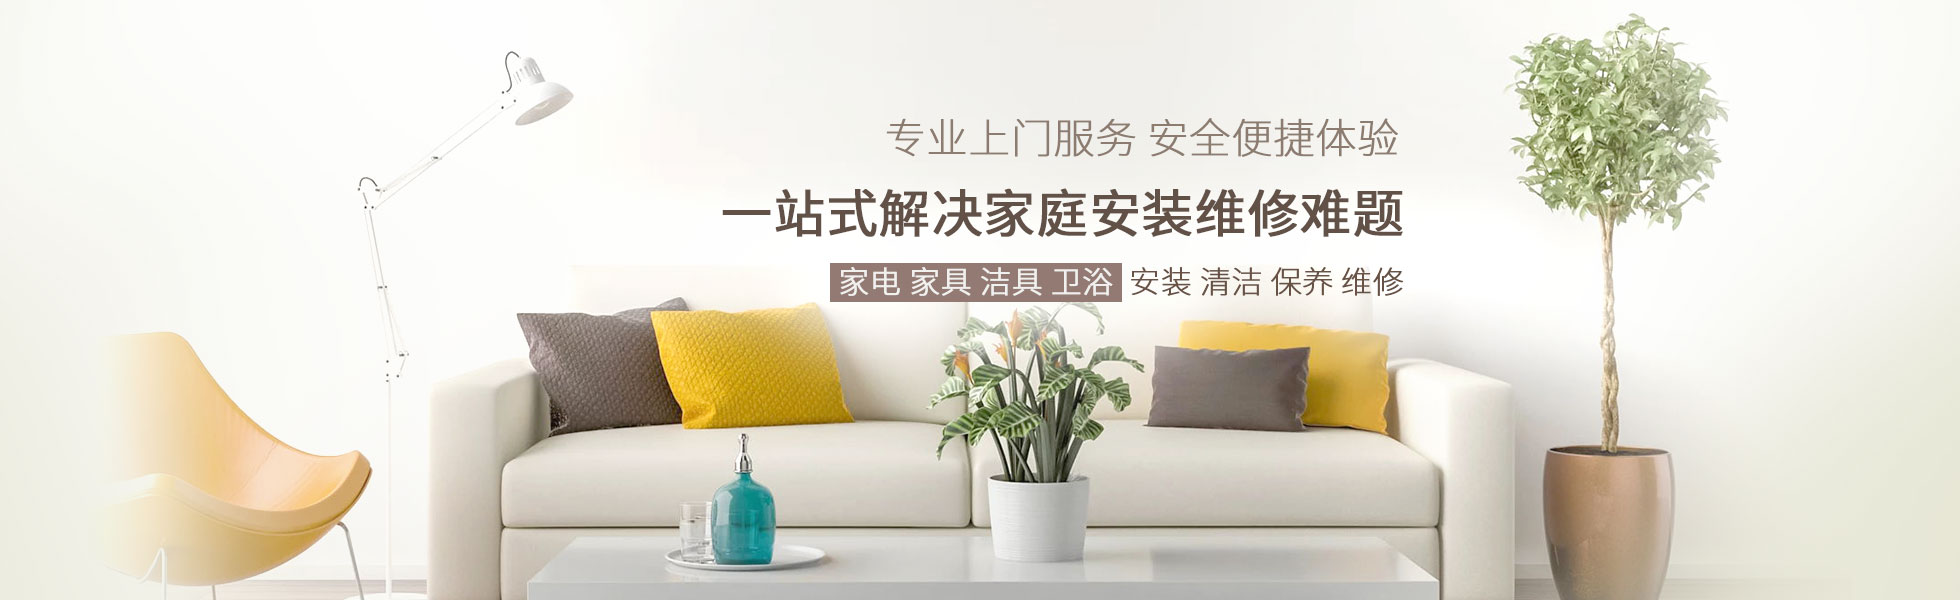 专业上门服务 安全便捷体验
一站式解决家庭安装维修难题
家电 家具 洁具 卫浴 安装 清洁 保养 维修